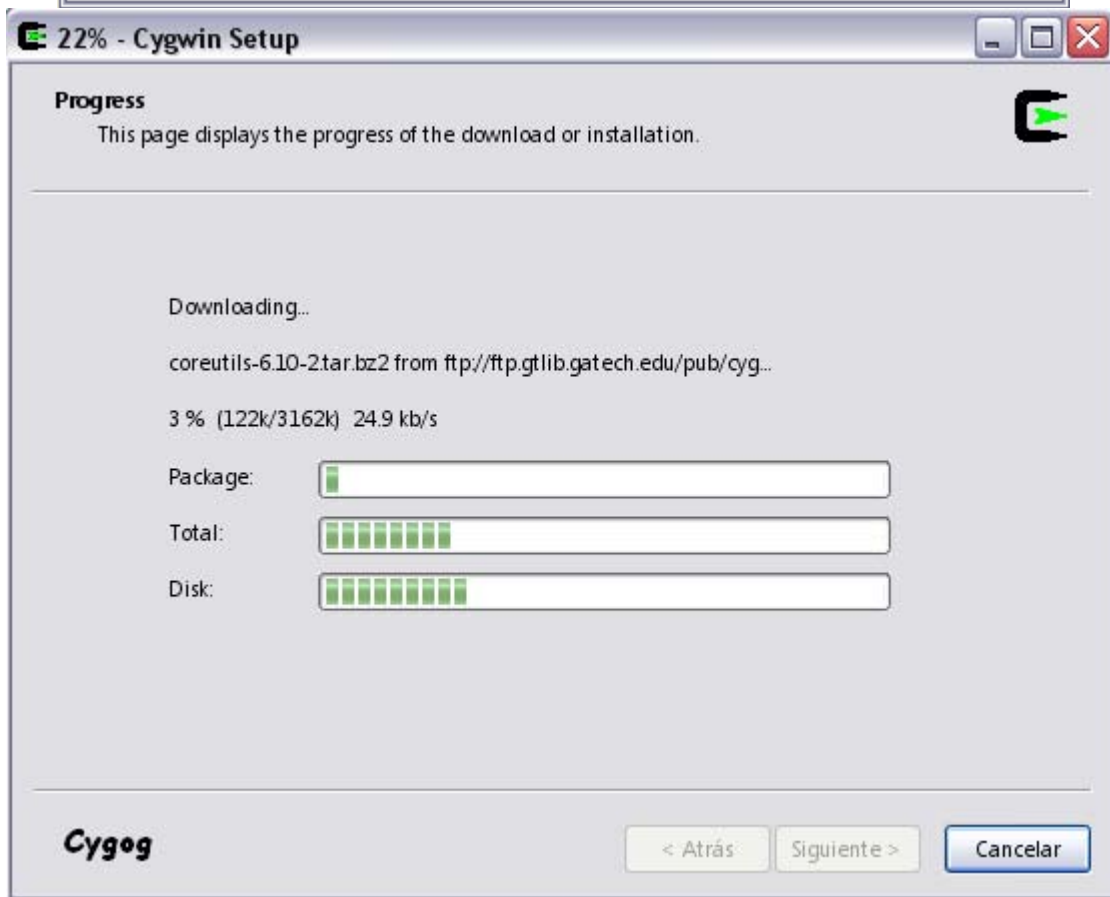 22% - Cygwin Setup
Progress
This page displays the progress of the download or installation.
Downloading...
coreutils-6.10-2.tar.bz2 from ftp://ftp.gtlib.gatech.edu/pub/cyg...
3 % (122k/3162k) 24.9 kb/s
Package:
Total:
Disk:
Cygog
< Atrás Siguiente > Cancelar